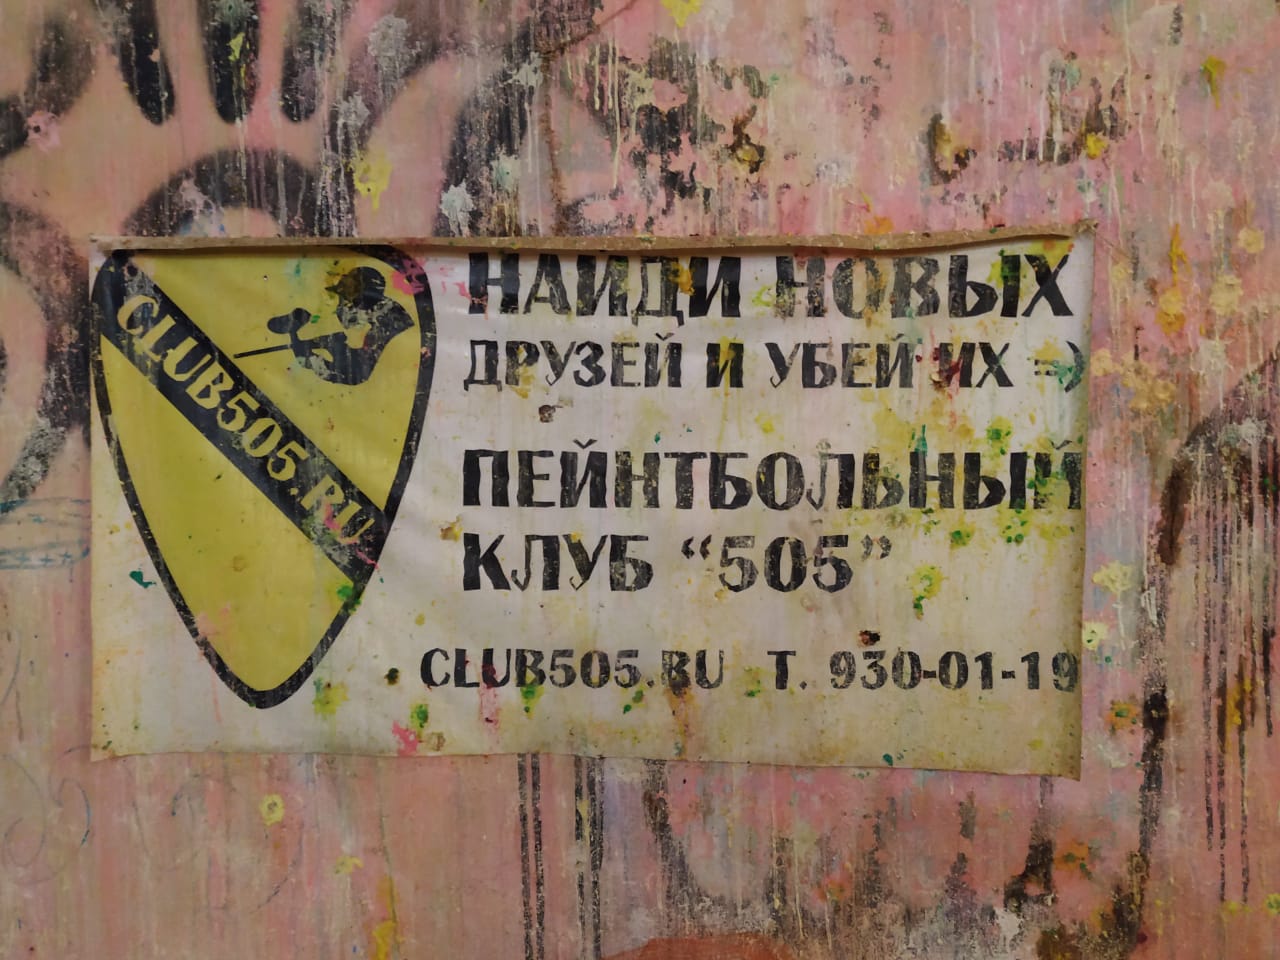 CLUB505.RU
НАЙДИ НОВЫХ
ДРУЗЕЙ И УБЕЙ ИХ =)
ПЕЙНТБОЛЬНЫЙ
КЛУБ “505”
CLUB505.RU Т. 930-01-19